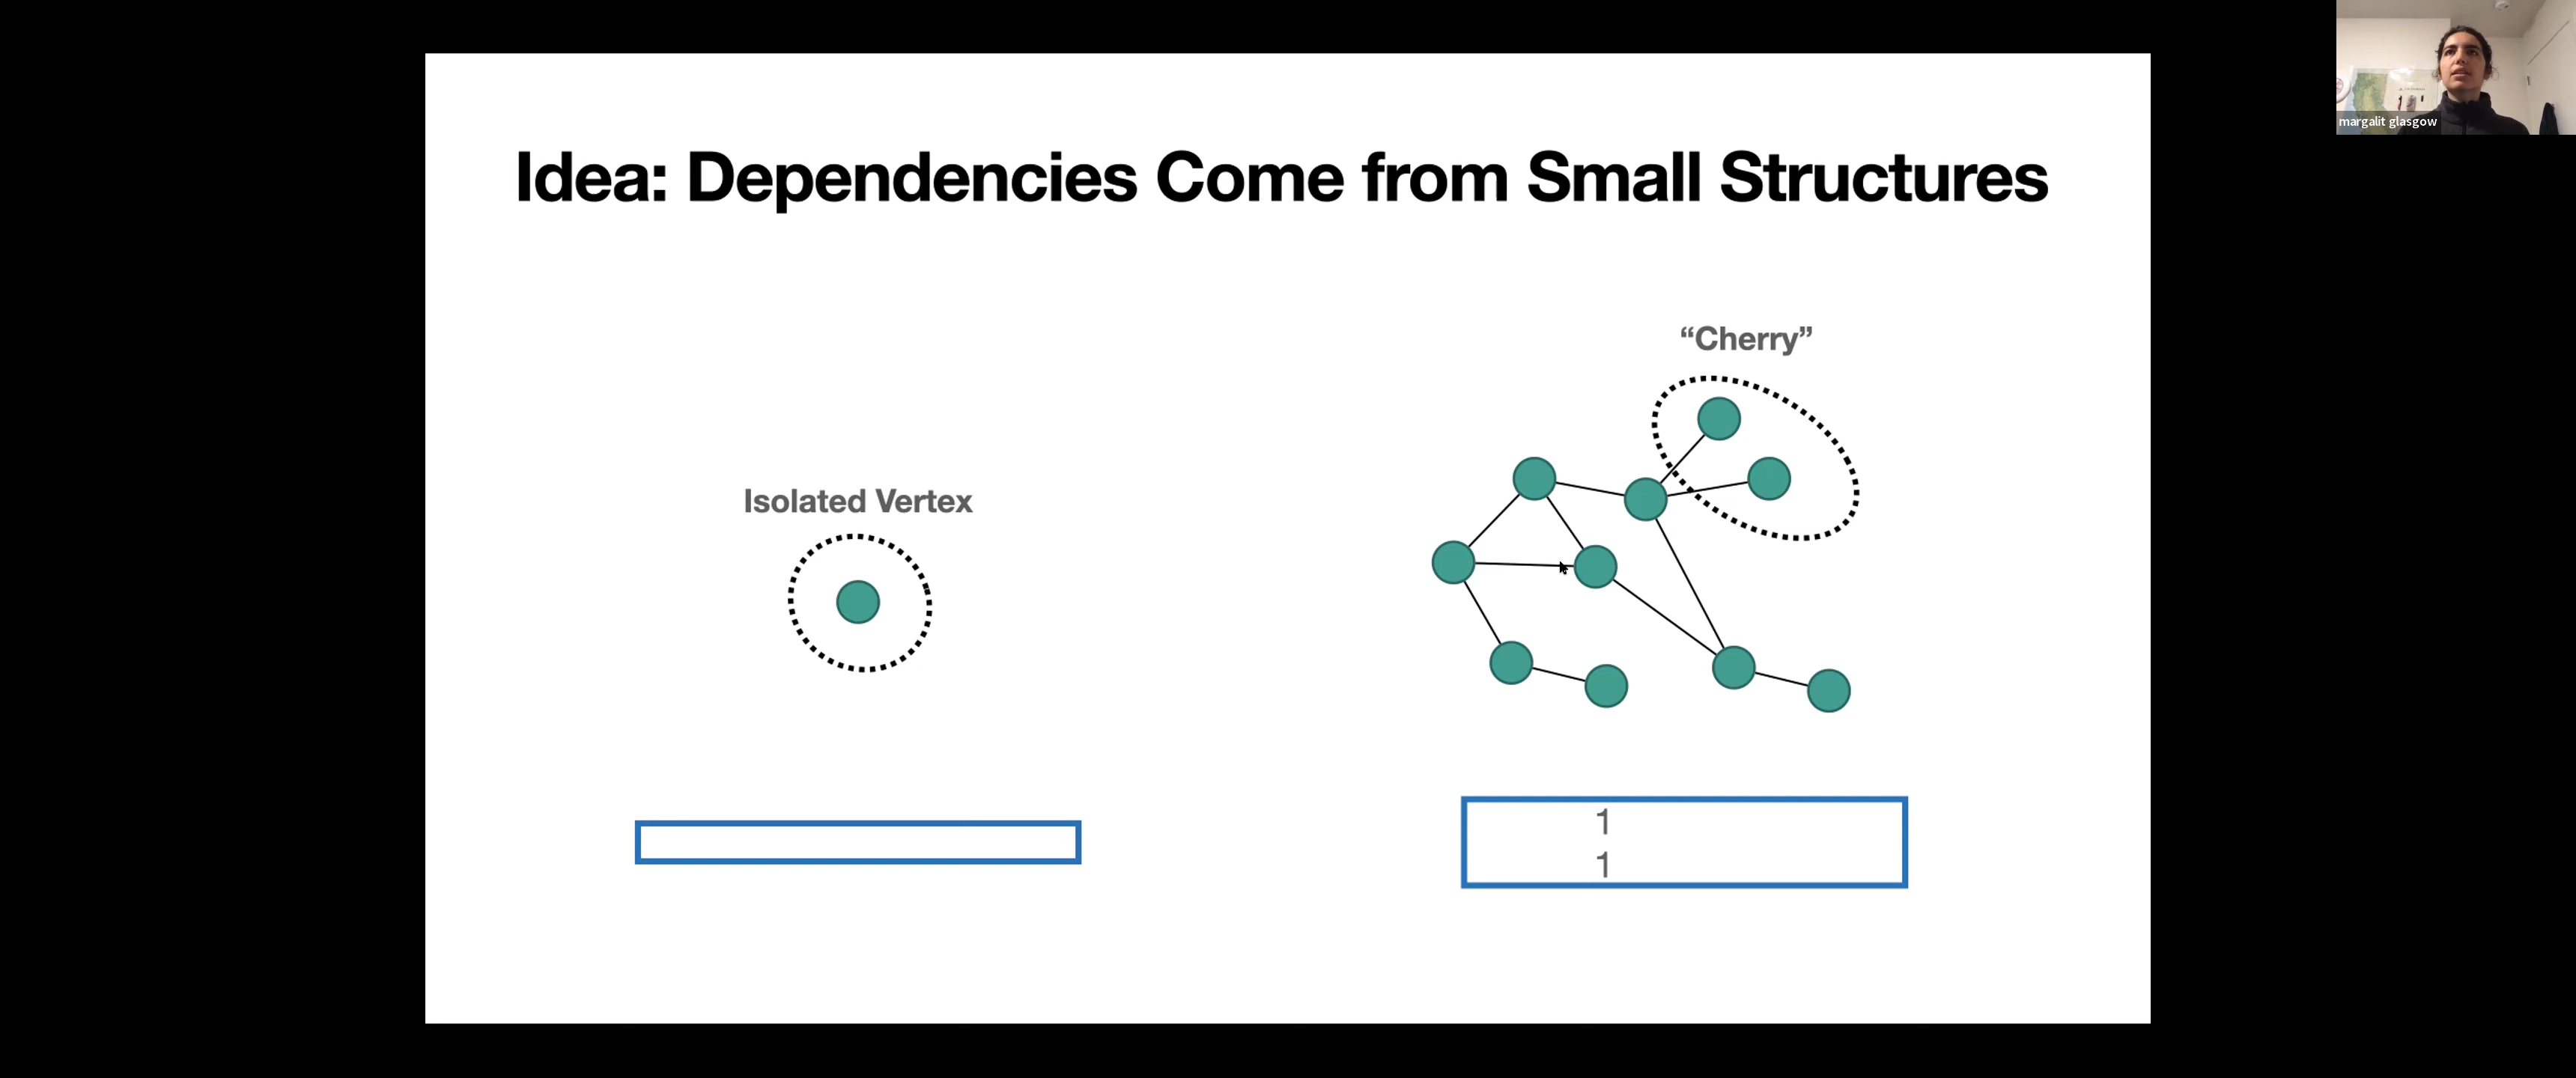 margalit glasgow
Idea: Dependencies Come from Small Structures
“Cherry”
Isolated Vertex
1
1